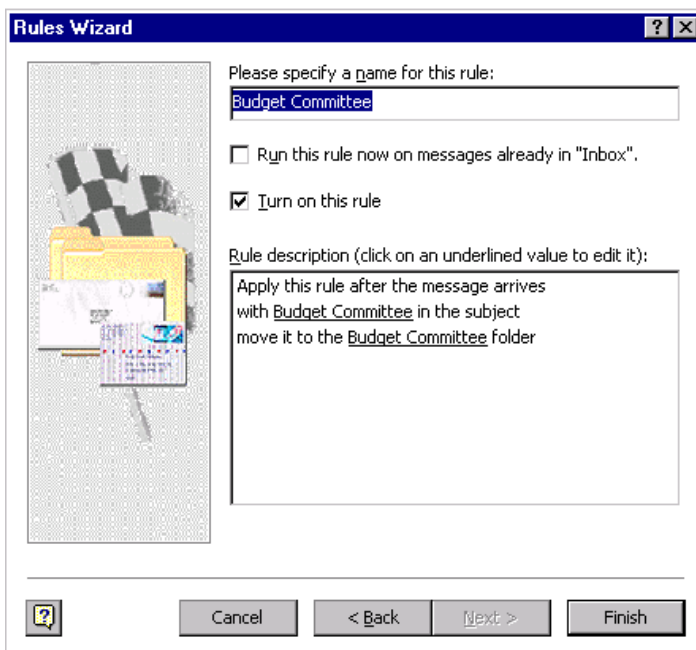 Rules Wizard
Please specify a name for this rule:
Budget Committee
Run this rule now on messages already in "Inbox".
Turn on this rule
Rule description (click on an underlined value to edit it):
Apply this rule after the message arrives
with Budget Committee in the subject
move it to the Budget Committee folder
Cancel
< Back
Next >
Finish